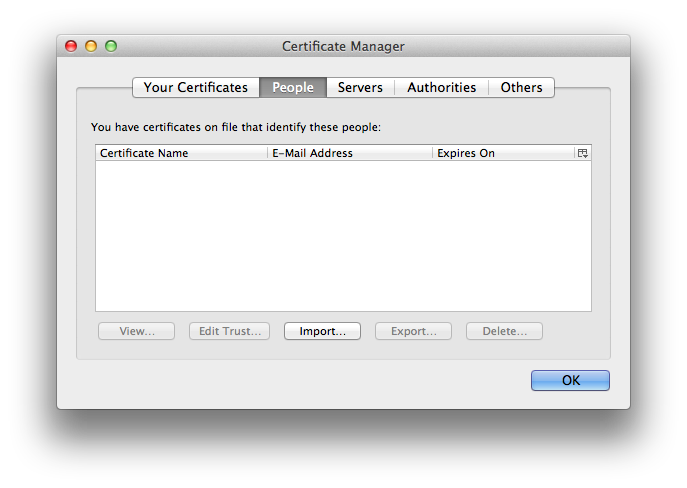 Certificate Manager
Your Certificates People Servers Authorities Others
You have certificates on file that identify these people:
Certificate Name E-Mail Address Expires On
View... Edit Trust... Import... Export... Delete...
OK